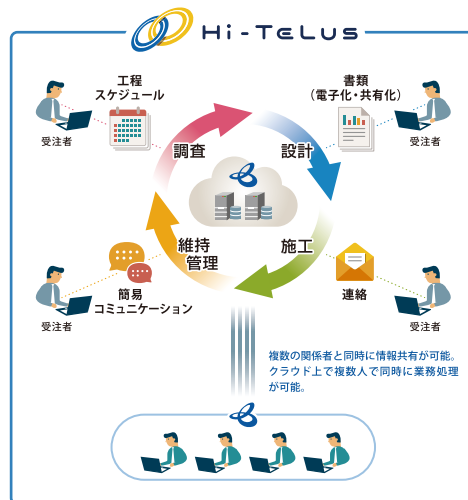 Hi-TeLus
工程
スケジュール
書類
(電子化・共有化)
受注者
受注者
調査
設計
維持
管理
施工
簡易
コミュニケーション
連絡
受注者
受注者
複数の関係者と同時に情報共有が可能。
クラウド上で複数人で同時に業務処理
が可能。